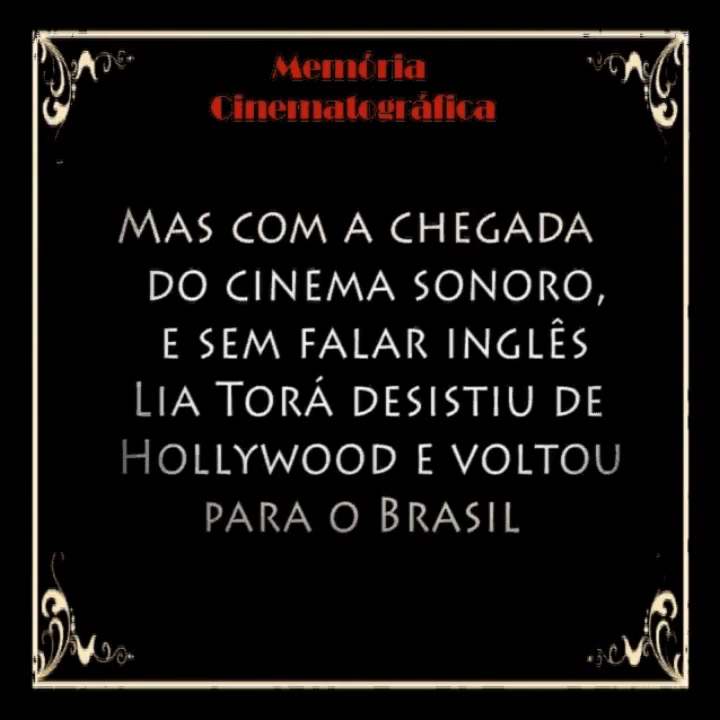 Memória
Cinematográfica
Mas com a chegada
do cinema sonoro,
e sem falar inglês
Lia Torá desistiu de
Hollywood e voltou
para o Brasil